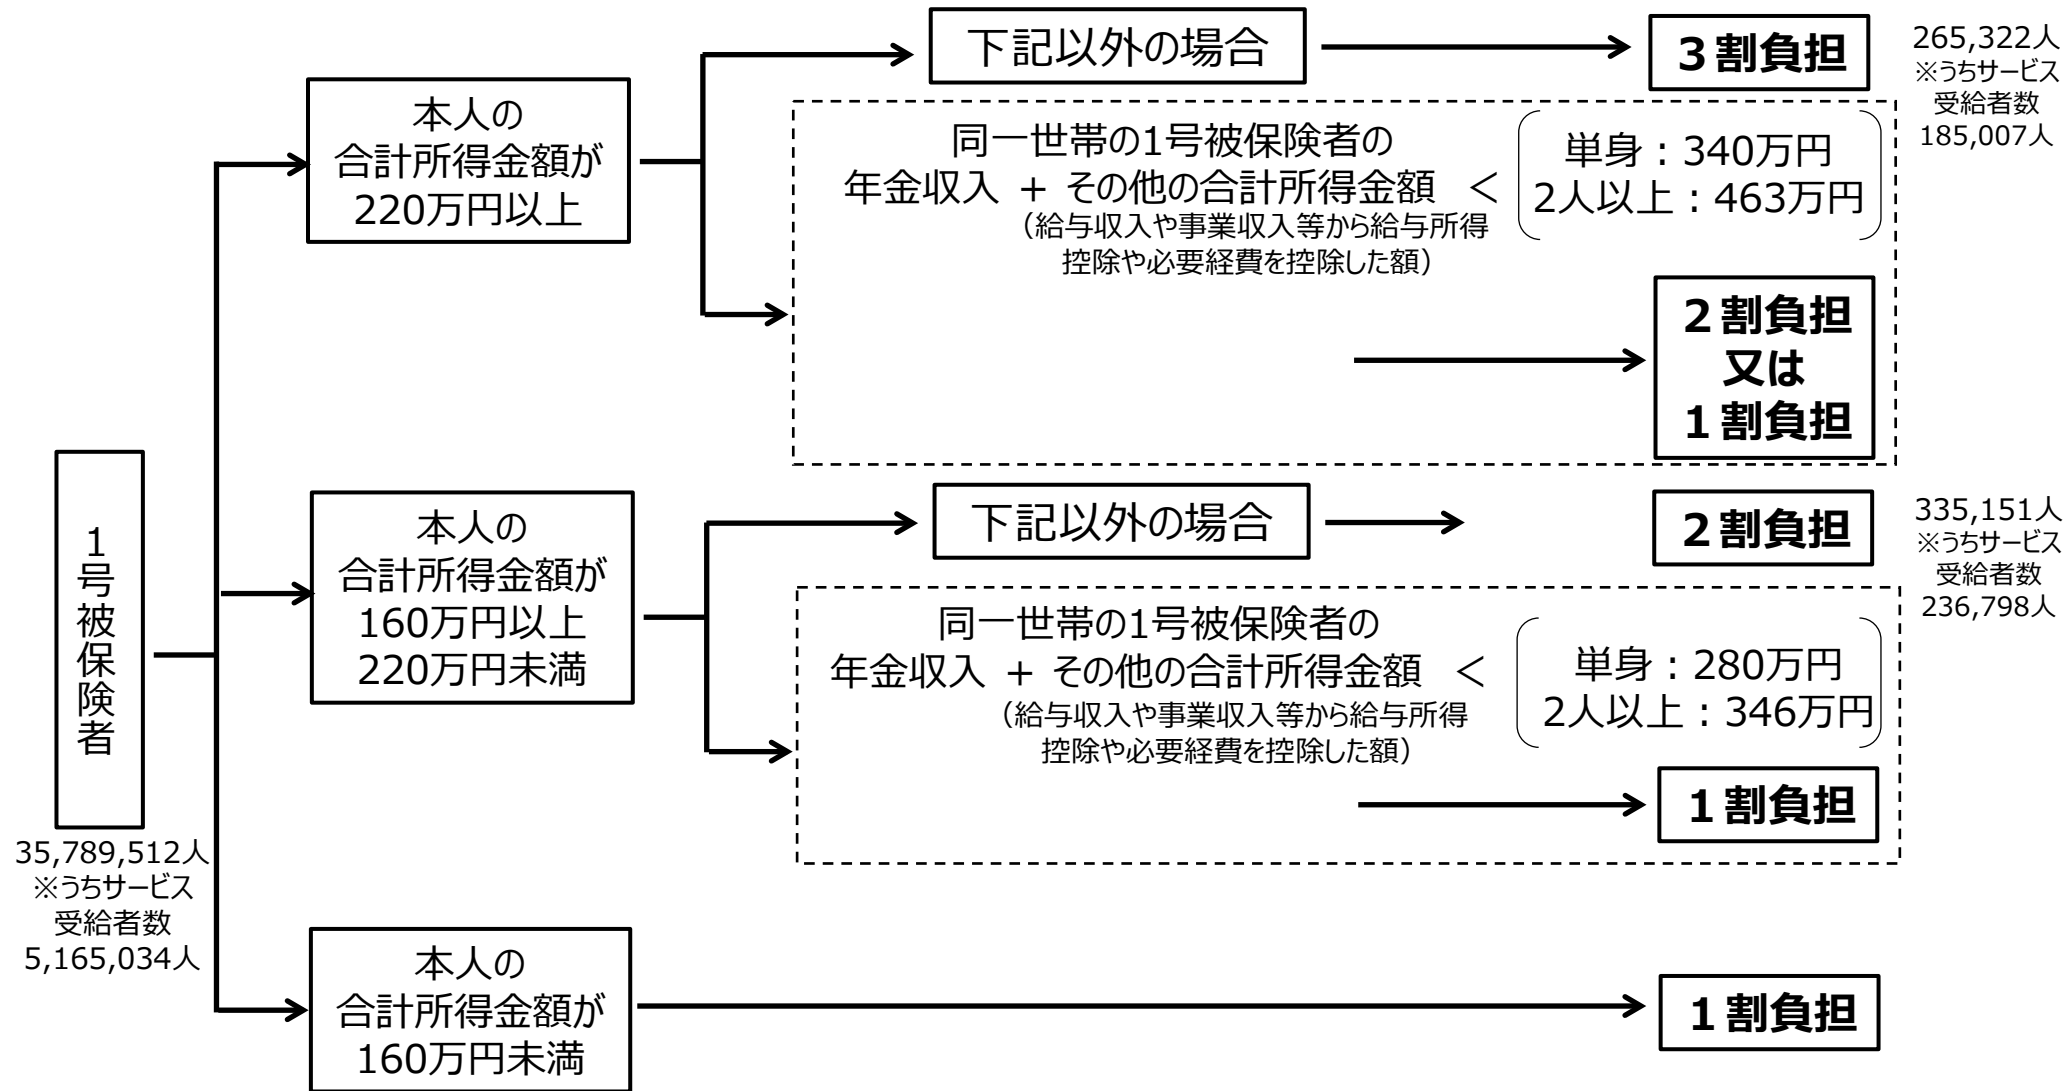 1号被保険者
35,789,512人
※うちサービス
受給者数
5,165,034人
本人の
合計所得金額が
220万円以上
下記以外の場合
３割負担
265,322人
※うちサービス
受給者数
185,007人
同一世帯の1号被保険者の
年金収入 + その他の合計所得金額 ＜
（給与収入や事業収入等から給与所得
控除や必要経費を控除した額）
単身：340万円
2人以上：463万円
２割負担
又は
１割負担
本人の
合計所得金額が
160万円以上
220万円未満
下記以外の場合
２割負担
335,151人
※うちサービス
受給者数
236,798人
同一世帯の1号被保険者の
年金収入 + その他の合計所得金額 ＜
（給与収入や事業収入等から給与所得
控除や必要経費を控除した額）
単身：280万円
2人以上：346万円
１割負担
本人の
合計所得金額が
160万円未満
１割負担